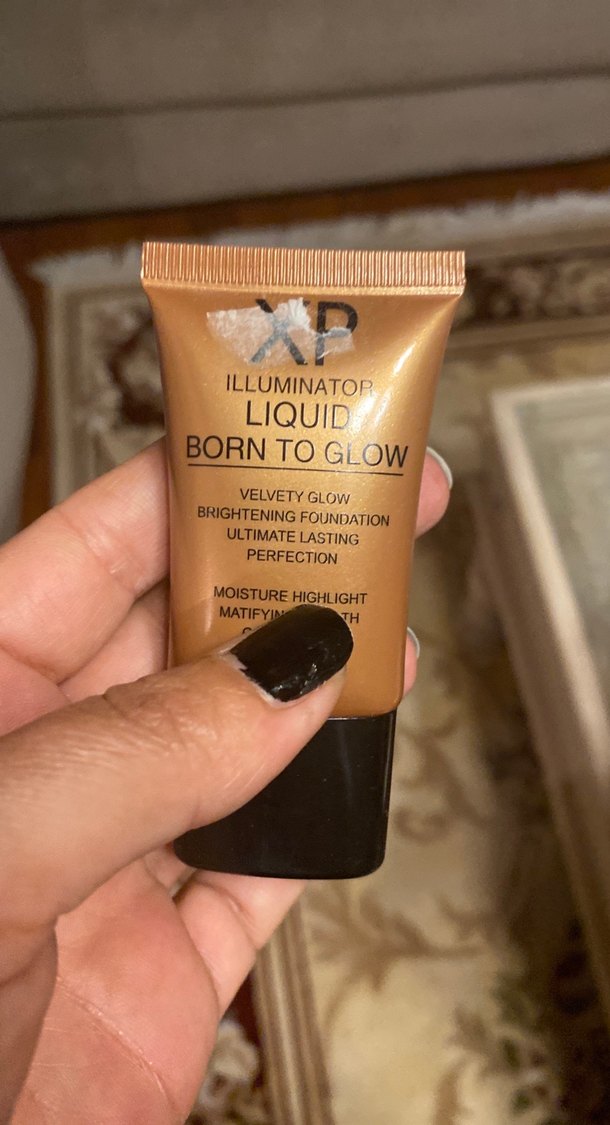 XP
ILLUMINATOR
LIQUID
BORN TO GLOW
VELVETY GLOW
BRIGHTENING FOUNDATION
ULTIMATE LASTING
PERFECTION
MOISTURE HIGHLIGHT